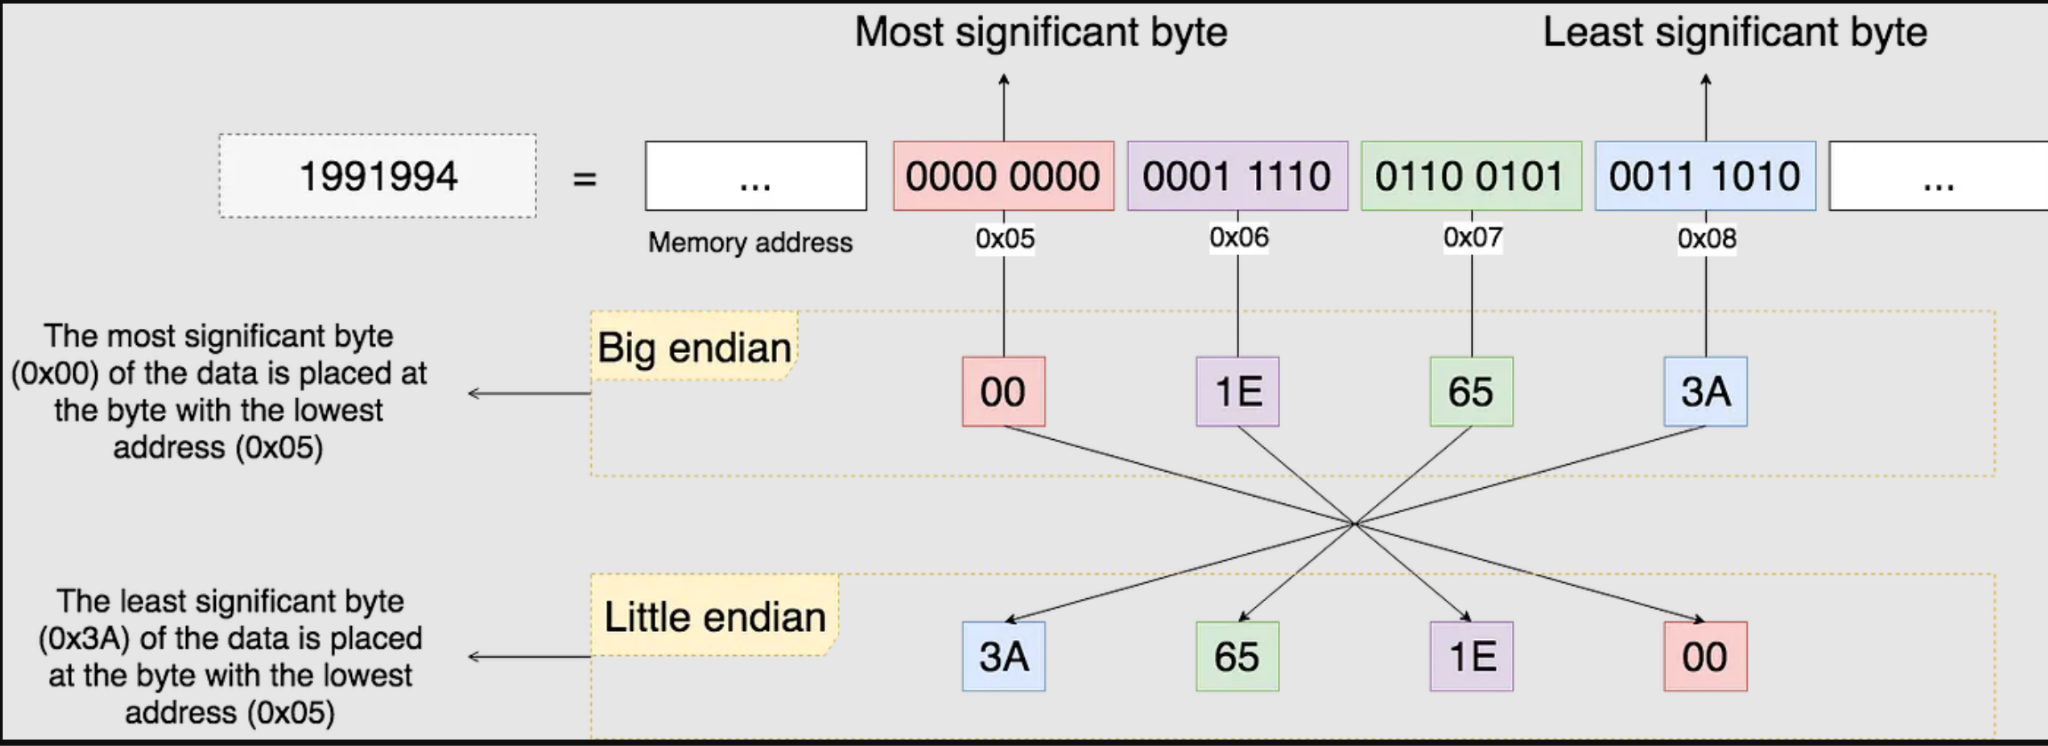 Most significant byte
Least significant byte
1991994 = ... 0000 0000 0001 1110 0110 0101 0011 1010 ...
Memory address 0x05 0x06 0x07 0x08
The most significant byte
(0x00) of the data is placed at
the byte with the lowest
address (0x05)
Big endian
00 1E 65 3A
The least significant byte
(0x3A) of the data is placed
at the byte with the lowest
address (0x05)
Little endian
3A 65 1E 00